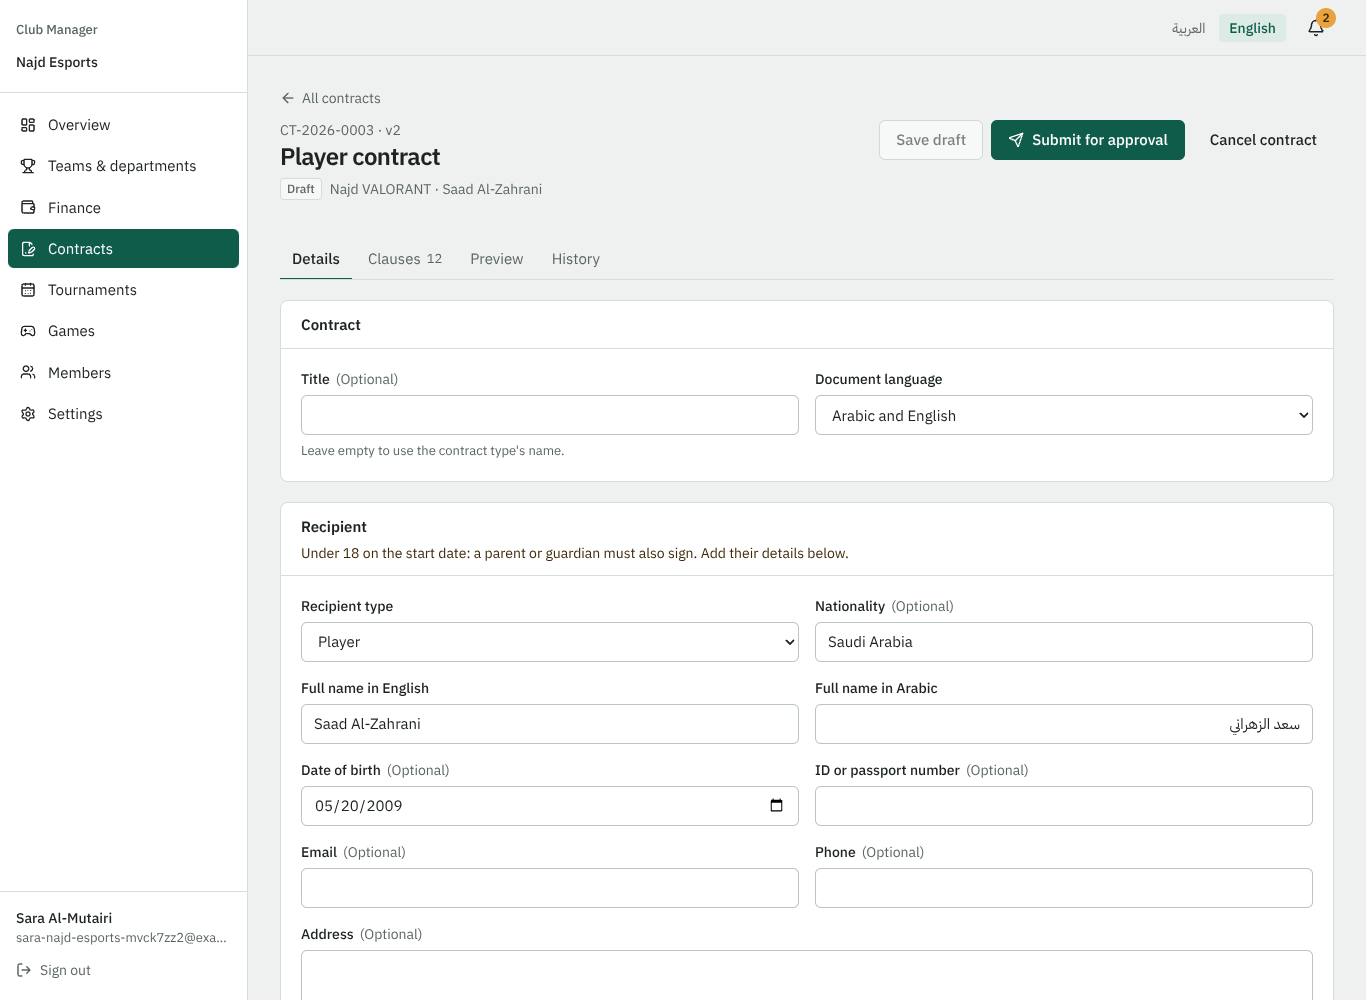 Club Manager
Najd Esports
Overview
Teams & departments
Finance
Contracts
Tournaments
Games
Members
Settings
Sara Al-Mutairi
sara-najd-esports-mvck7zz2@exa...
Sign out
العربية
English
2
All contracts
CT-2026-0003 · v2
Player contract
Draft
Najd VALORANT · Saad Al-Zahrani
Save draft
Submit for approval
Cancel contract
Details
Clauses 12
Preview
History
Contract
Title (Optional)
Leave empty to use the contract type's name.
Document language
Arabic and English
Recipient
Under 18 on the start date: a parent or guardian must also sign. Add their details below.
Recipient type
Player
Nationality (Optional)
Saudi Arabia
Full name in English
Saad Al-Zahrani
Full name in Arabic
سعد الزهراني
Date of birth (Optional)
05/20/2009
ID or passport number (Optional)
Email (Optional)
Phone (Optional)
Address (Optional)